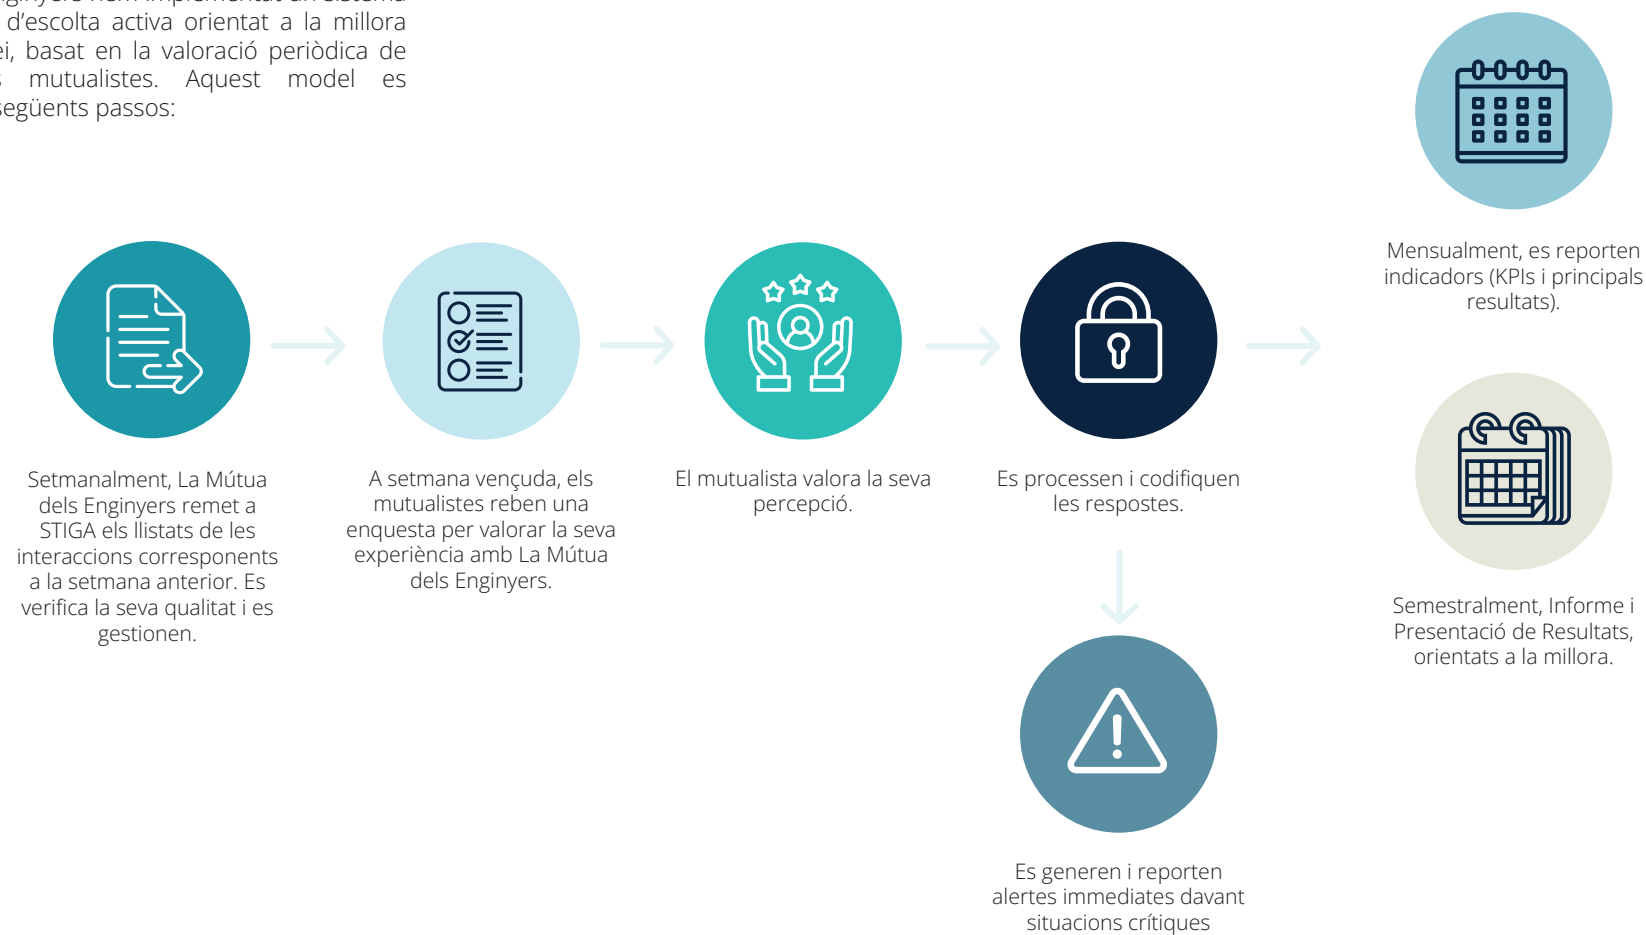 d'escolta activa orientat a la millora
basat en la valoració periòdica de
mutualistes. Aquest model es
següents passos:
Setmanalment, La Mútua
dels Enginyers remet a
STIGA els llistats de les
interaccions corresponents
a la setmana anterior. Es
verifica la seva qualitat i es
gestionen.
A setmana vençuda, els
mutualistes reben una
enquesta per valorar la seva
experiència amb La Mútua
dels Enginyers.
El mutualista valora la seva
percepció.
Es processen i codifiquen
les respostes.
Es generen i reporten
alertes immediates davant
situacions crítiques
Mensualment, es reporten
indicadors (KPIs i principals
resultats).
Semestralment, Informe i
Presentació de Resultats,
orientats a la millora.